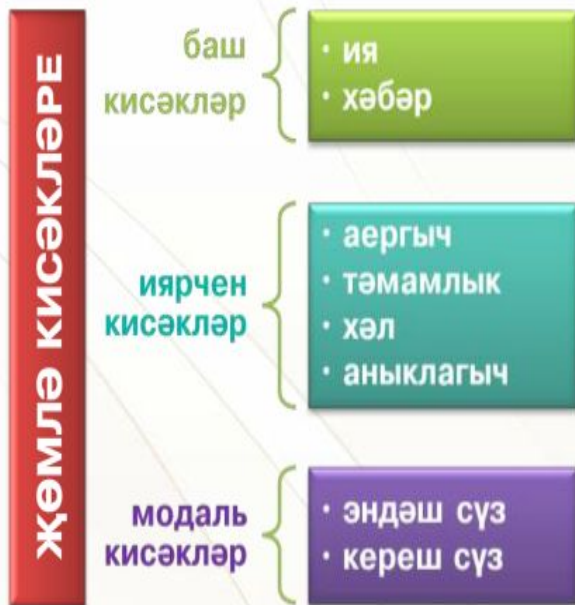 ҖӨМЛӘ КИСӘКЛӘРЕ
баш
кисәкләр
· ия
· хәбәр
иярчен
кисәкләр
· аергыч
· тәмамлык
· хәл
· аныклагыч
модаль
кисәкләр
· эндәш сүз
· кереш сүз